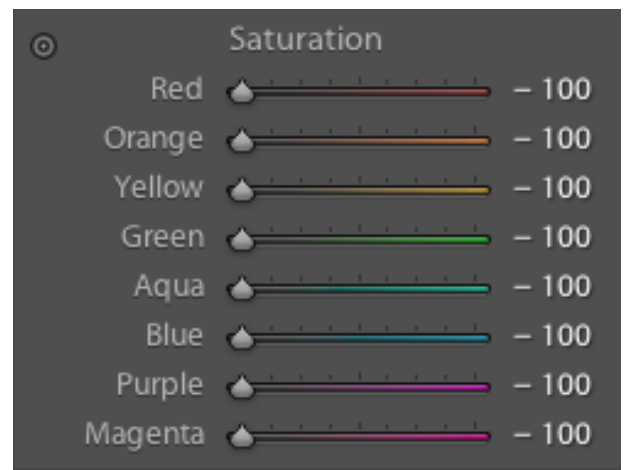 Saturation
Red – 100
Orange – 100
Yellow – 100
Green – 100
Aqua – 100
Blue – 100
Purple – 100
Magenta – 100